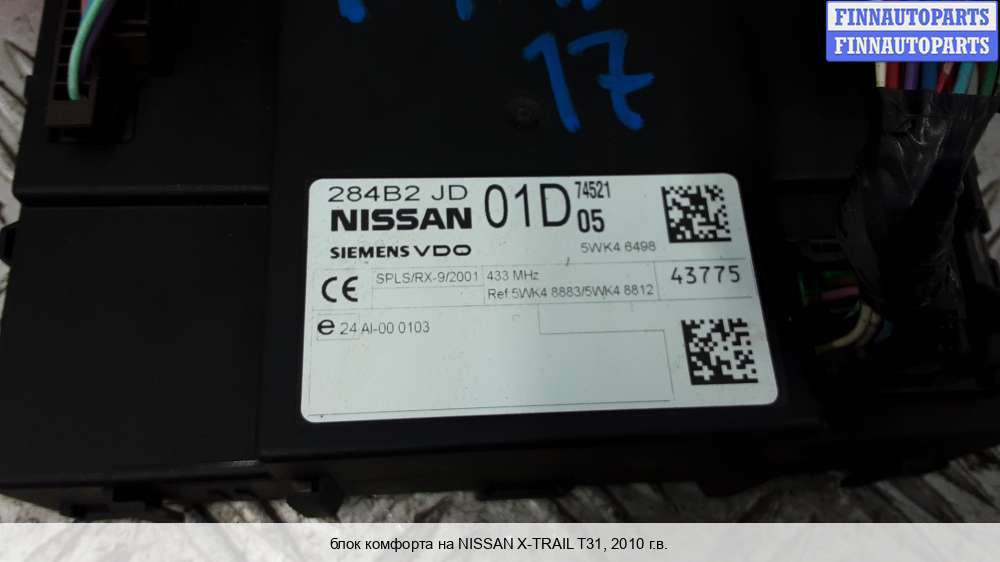 FINNAUTOPARTS
FINNAUTOPARTS
17
284B2 JD 01D 74521
NISSAN 05
SIEMENS VDO 5WK4 6498
CE SPLS/RX-9/2001 433 MHz 43775
Ref.5WK4 8883/5WK4 8812
e 24 AI-00 0103
блок комфорта на NISSAN X-TRAIL T31, 2010 г.в.